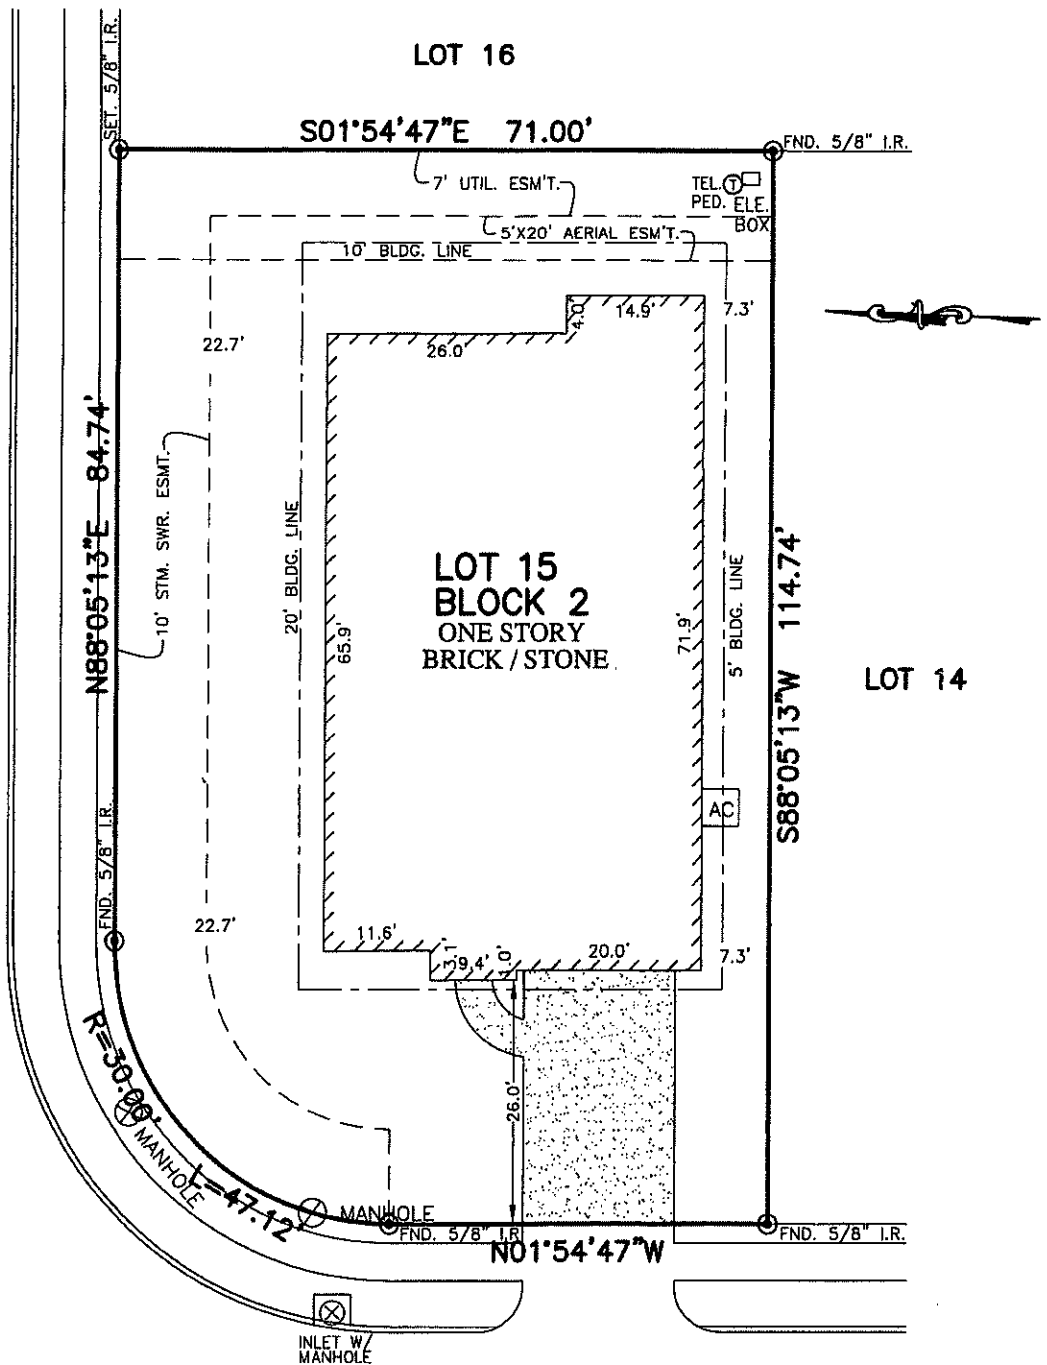 SET. 5/8" I.R.
LOT 16
S01°54'47"E 71.00'
FND. 5/8" I.R.
7' UTIL. ESM'T.
TEL. T
PED. ELE.
BOX
5'X20' AERIAL ESM'T.
10' BLDG. LINE
4.0'
14.9'
7.3'
22.7'
26.0'
N88°05'13"E 84.74'
10' STM. SWR. ESMT.
20' BLDG. LINE
65.9'
LOT 15
BLOCK 2
ONE STORY
BRICK / STONE
71.9'
5' BLDG. LINE
S88°05'13"W 114.74'
LOT 14
AC
FND. 5/8" I.R.
22.7'
11.6'
3.1'
9.4'
1.0'
20.0'
7.3'
R=30.00'
MANHOLE
L=47.12'
26.0'
MANHOLE
FND. 5/8" I.R
N01°54'47"W
FND. 5/8" I.R.
INLET W/
MANHOLE